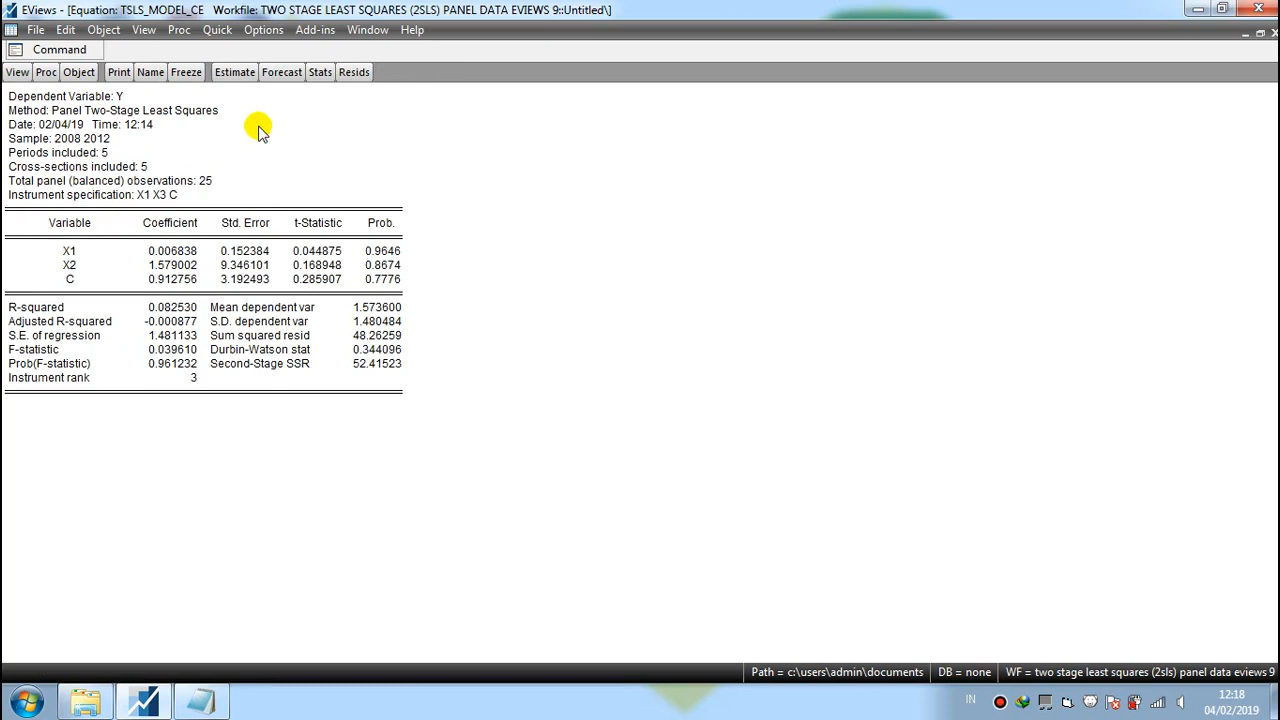 EViews - [Equation: TSLS_MODEL_CE   Workfile: TWO STAGE LEAST SQUARES (2SLS) PANEL DATA EVIEWS 9::Untitled\]
File Edit Object View Proc Quick Options Add-ins Window Help
Command
View Proc Object Print Name Freeze Estimate Forecast Stats Resids
Dependent Variable: Y
Method: Panel Two-Stage Least Squares
Date: 02/04/19   Time: 12:14
Sample: 2008 2012
Periods included: 5
Cross-sections included: 5
Total panel (balanced) observations: 25
Instrument specification: X1 X3 C
Variable Coefficient Std. Error t-Statistic Prob.
X1 0.006838 0.152384 0.044875 0.9646
X2 1.579002 9.346101 0.168948 0.8674
C 0.912756 3.192493 0.285907 0.7776
R-squared 0.082530 Mean dependent var 1.573600
Adjusted R-squared -0.000877 S.D. dependent var 1.480484
S.E. of regression 1.481133 Sum squared resid 48.26259
F-statistic 0.039610 Durbin-Watson stat 0.344096
Prob(F-statistic) 0.961232 Second-Stage SSR 52.41523
Instrument rank 3
Path = c:\users\admin\documents DB = none WF = two stage least squares (2sls) panel data eviews 9
IN 12:18
04/02/2019